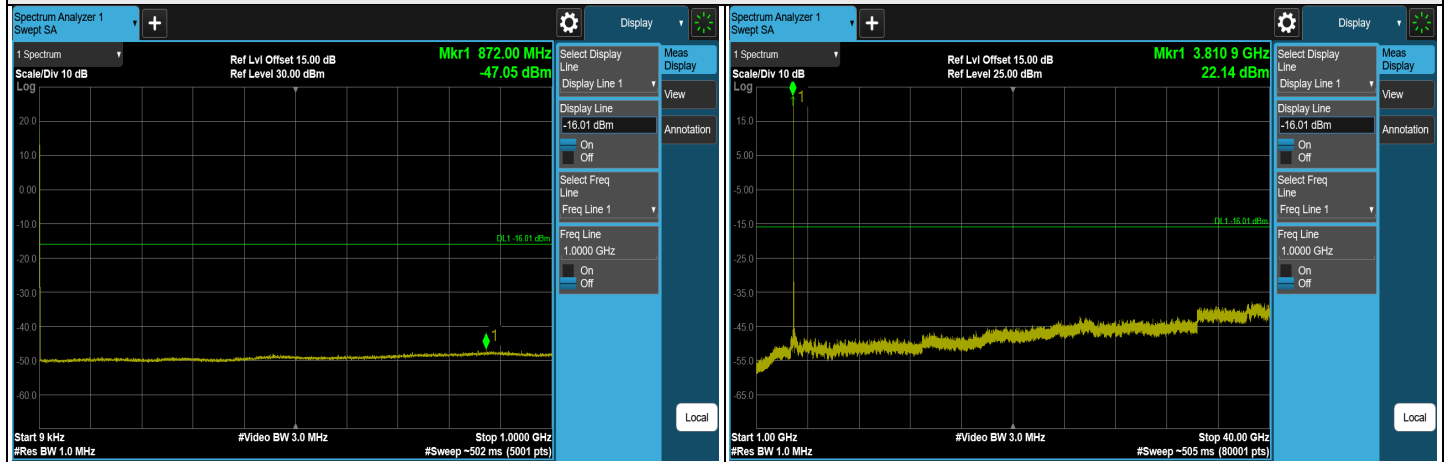 Spectrum Analyzer 1
Swept SA
+
Display
1 Spectrum
Scale/Div 10 dB
Log
Ref Lvl Offset 15.00 dB
Ref Level 30.00 dBm
Mkr1 872.00 MHz
-47.05 dBm
20.0
10.0
0.00
-10.0
-20.0
-30.0
-40.0
-50.0
-60.0
DL1 -16.01 dBm
1
Start 9 kHz
#Res BW 1.0 MHz
#Video BW 3.0 MHz
Stop 1.0000 GHz
#Sweep ~502 ms (5001 pts)
Select Display
Line
Display Line 1
Display Line
-16.01 dBm
On
Off
Select Freq
Line
Freq Line 1
Freq Line
1.0000 GHz
On
Off
Meas
Display
View
Annotation
Local
Spectrum Analyzer 1
Swept SA
+
Display
1 Spectrum
Scale/Div 10 dB
Log
Ref Lvl Offset 15.00 dB
Ref Level 25.00 dBm
Mkr1 3.810 9 GHz
22.14 dBm
1
1
15.0
5.00
-5.00
-15.0
-25.0
-35.0
-45.0
-55.0
-65.0
DL1 -16.01 dBm
Start 1.00 GHz
#Res BW 1.0 MHz
#Video BW 3.0 MHz
Stop 40.00 GHz
#Sweep ~505 ms (80001 pts)
Select Display
Line
Display Line 1
Display Line
-16.01 dBm
On
Off
Select Freq
Line
Freq Line 1
Freq Line
1.0000 GHz
On
Off
Meas
Display
View
Annotation
Local